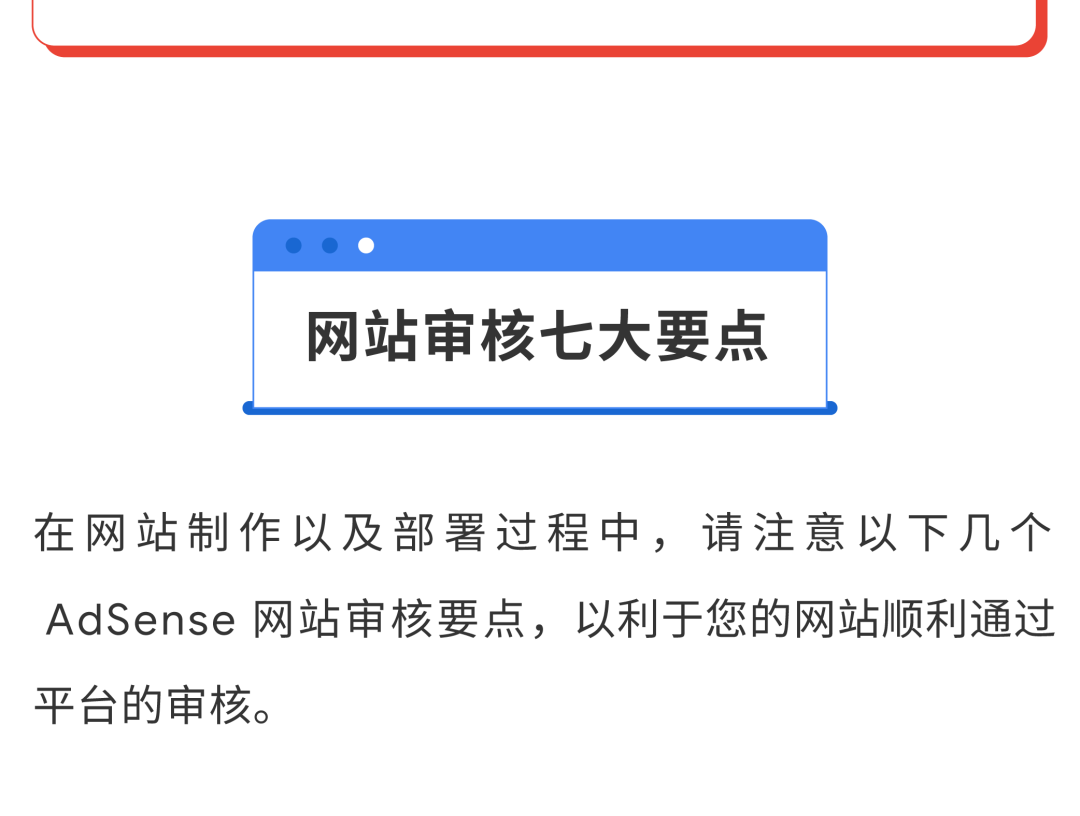 网站审核七大要点
在网站制作以及部署过程中，请注意以下几个
AdSense 网站审核要点，以利于您的网站顺利通过
平台的审核。